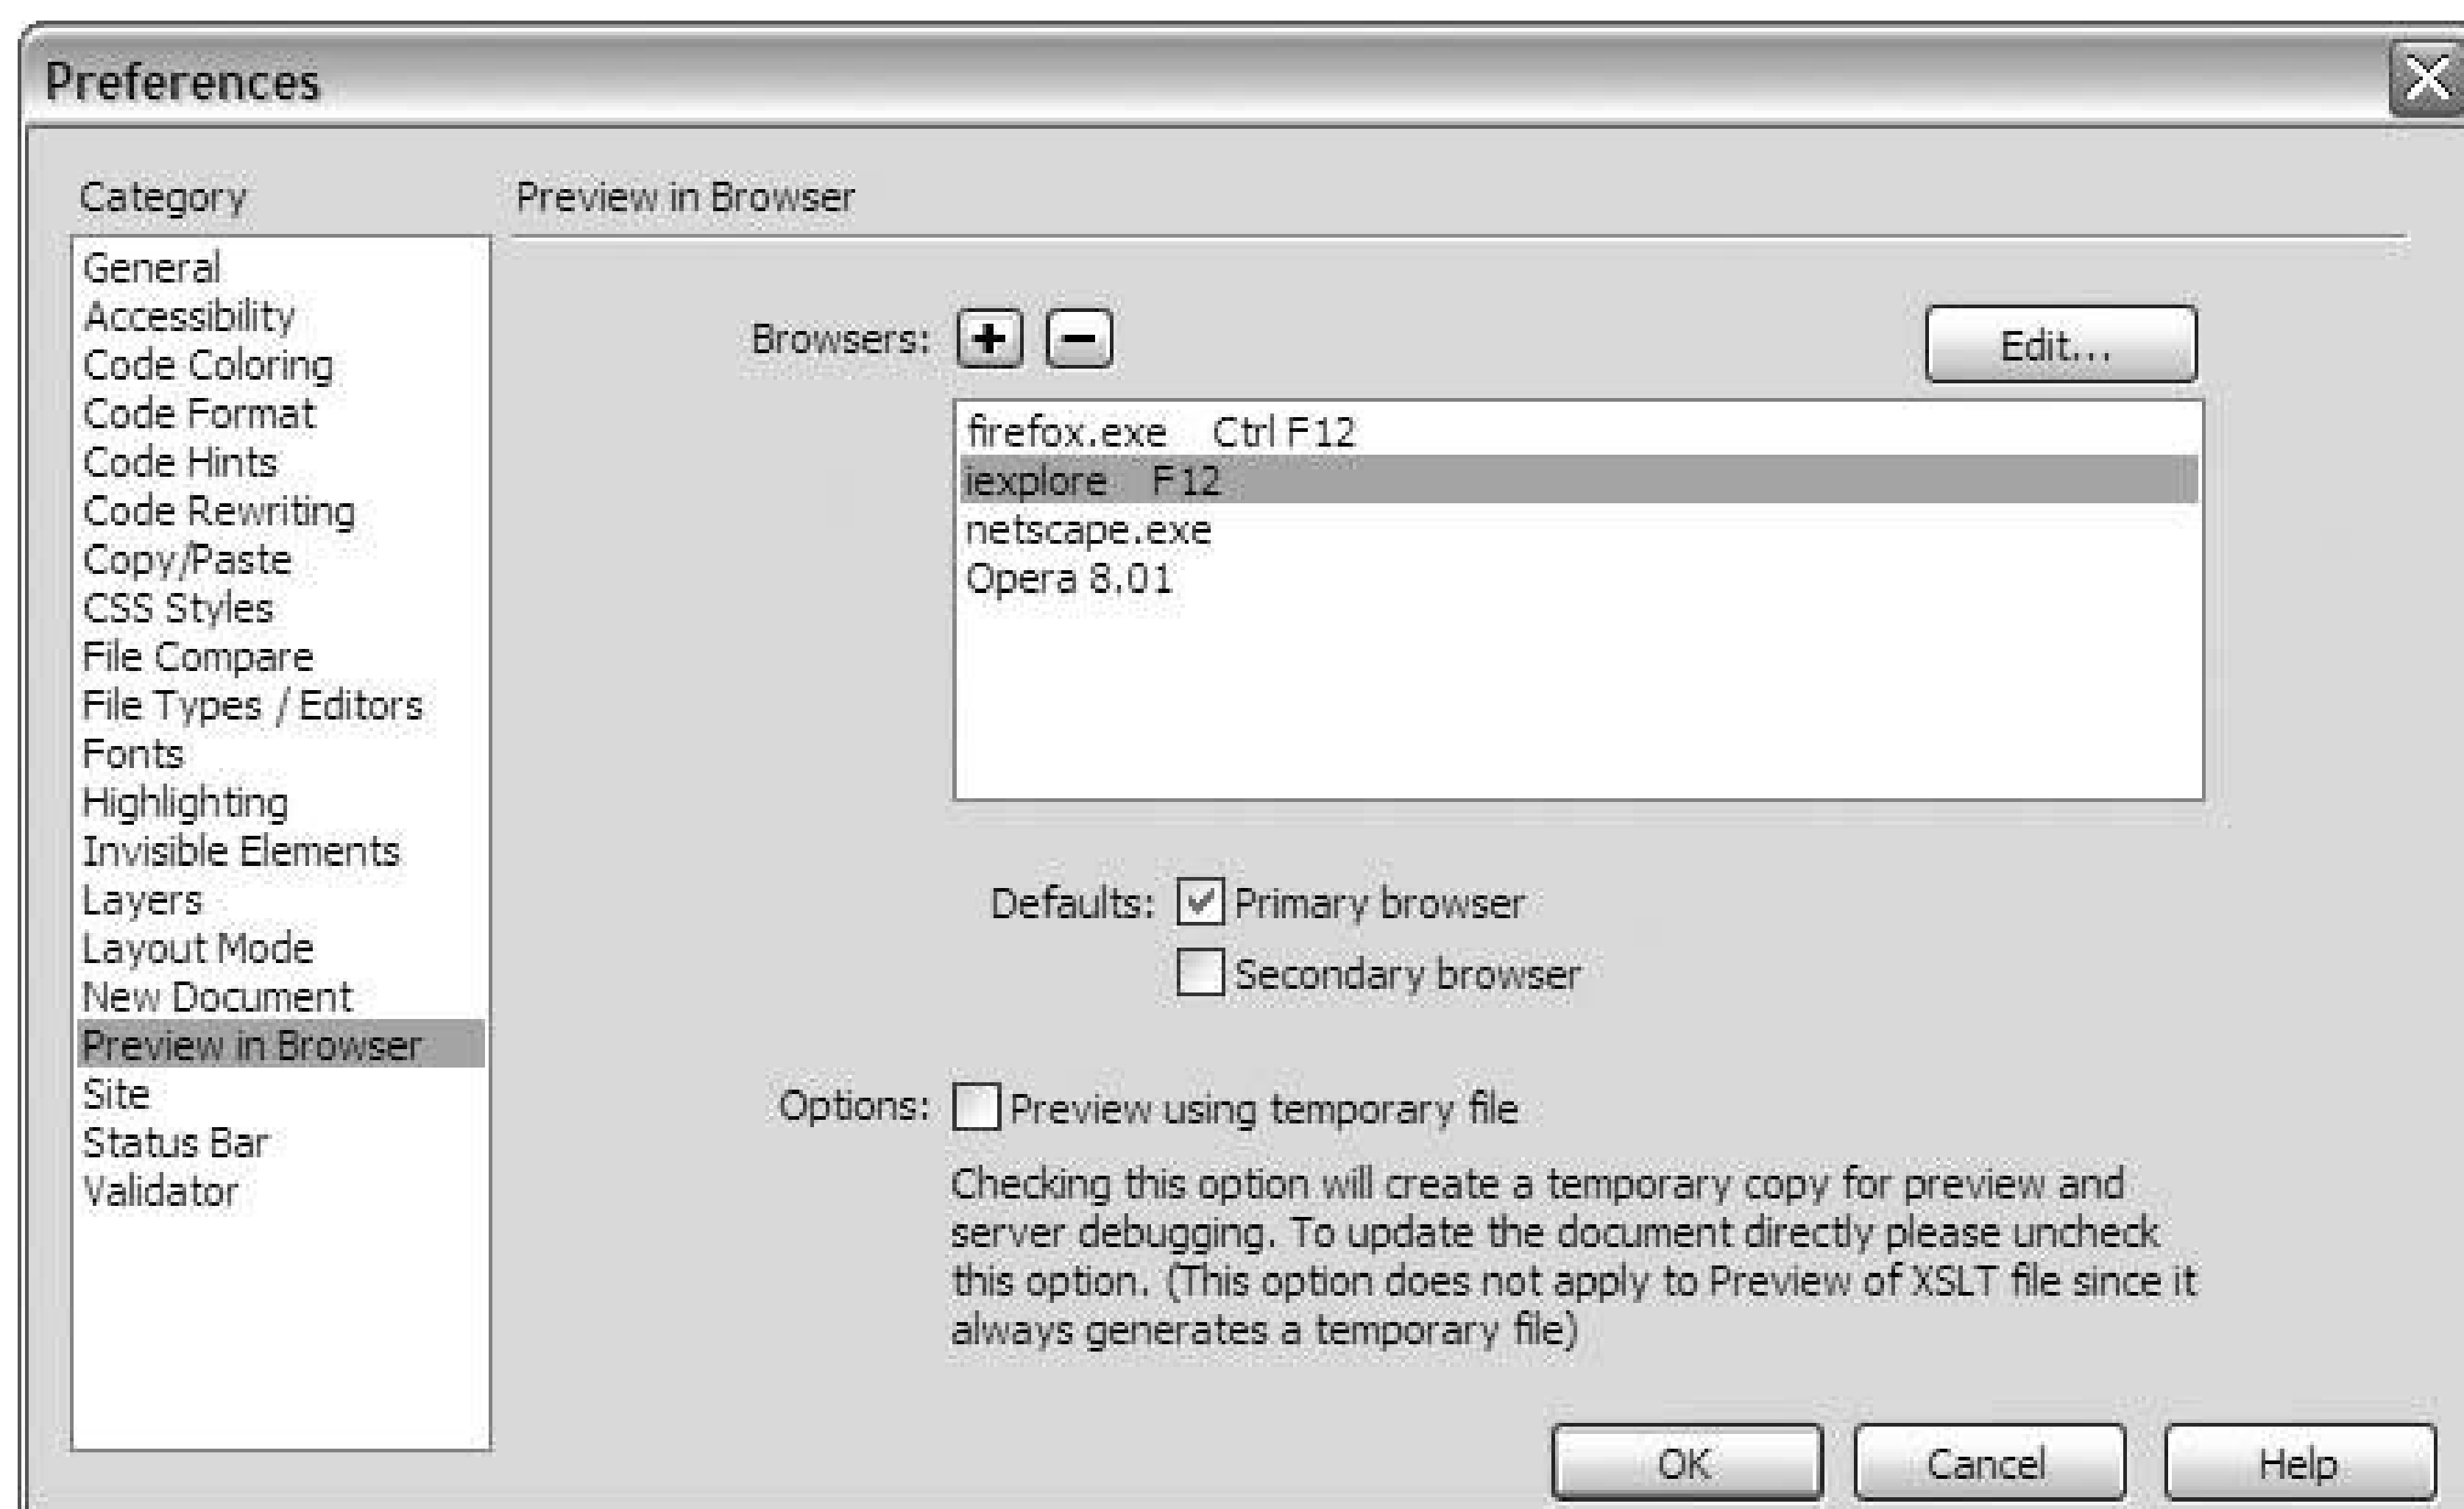 Preferences
Category
General
Accessibility
Code Coloring
Code Format
Code Hints
Code Rewriting
Copy/Paste
CSS Styles
File Compare
File Types / Editors
Fonts
Highlighting
Invisible Elements
Layers
Layout Mode
New Document
Preview in Browser
Site
Status Bar
Validator
Preview in Browser
Browsers:
Edit...
firefox.exe Ctrl F12
iexplore F12
netscape.exe
Opera 8.01
Defaults: Primary browser
Secondary browser
Options: Preview using temporary file
Checking this option will create a temporary copy for preview and
server debugging. To update the document directly please uncheck
this option. (This option does not apply to Preview of XSLT file since it
always generates a temporary file)
OK Cancel Help